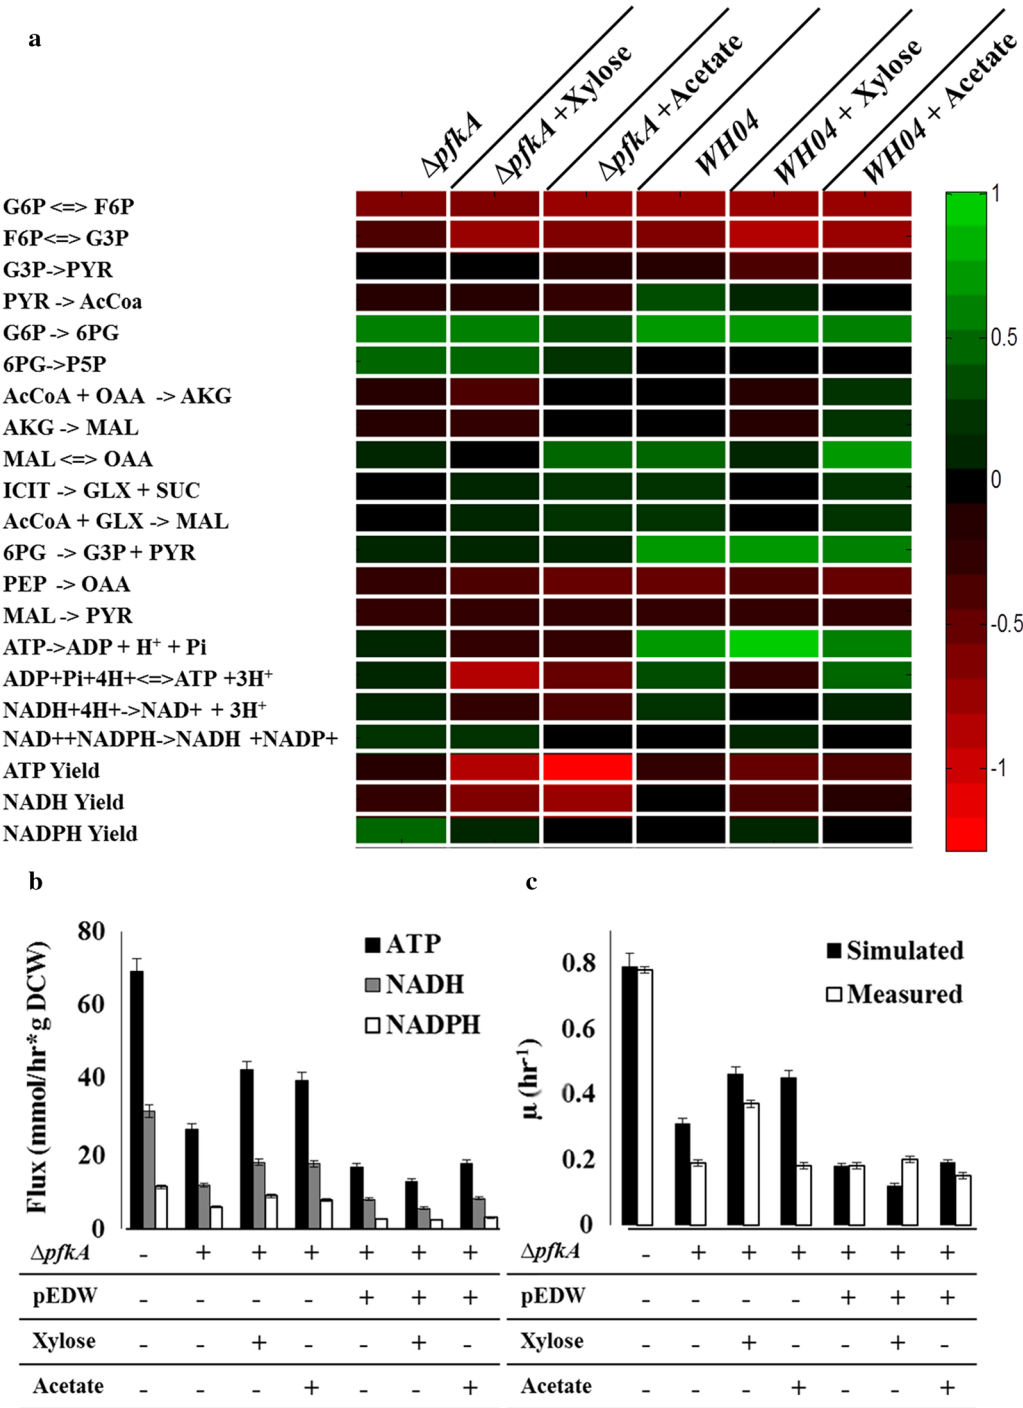 a
ΔpfkA
ΔpfkA +Xylose
ΔpfkA +Acetate
WH04
WH04 + Xylose
WH04 + Acetate
G6P <=> F6P
F6P<=> G3P
G3P->PYR
PYR -> AcCoa
G6P -> 6PG
6PG->P5P
AcCoA + OAA -> AKG
AKG -> MAL
MAL <=> OAA
ICIT -> GLX + SUC
AcCoA + GLX -> MAL
6PG -> G3P + PYR
PEP -> OAA
MAL -> PYR
ATP->ADP + H⁺ + Pi
ADP+Pi+4H+<=>ATP +3H⁺
NADH+4H+->NAD+ + 3H⁺
NAD++NADPH->NADH +NADP+
ATP Yield
NADH Yield
NADPH Yield
1
0.5
0
-0.5
-1
b
Flux (mmol/hr*g DCW)
80
60
40
20
0
ATP
NADH
NADPH
ΔpfkA - + + + + + +
pEDW - - - - + + +
Xylose - - + - - + -
Acetate - - - + - - +
c
μ (hr⁻¹)
0.8
0.6
0.4
0.2
0
Simulated
Measured
ΔpfkA - + + + + + +
pEDW - - - - + + +
Xylose - - + - - + -
Acetate - - - + - - +